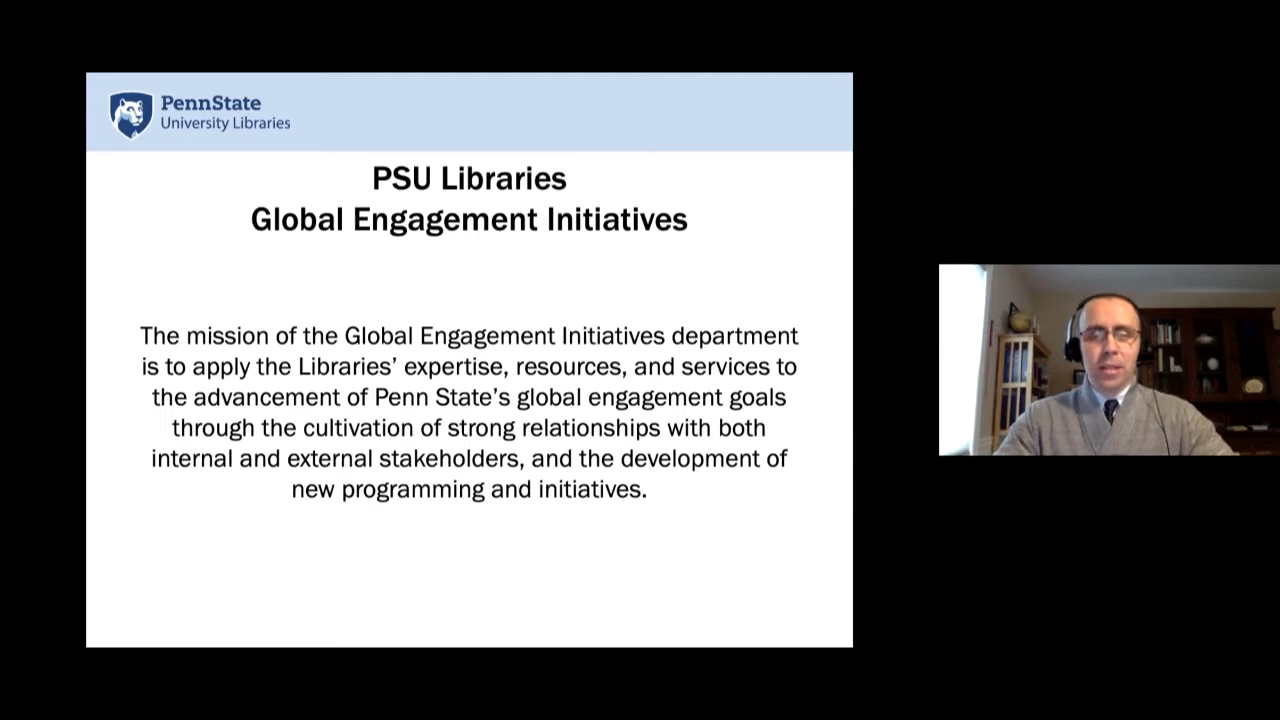 PennState
University Libraries
PSU Libraries
Global Engagement Initiatives
The mission of the Global Engagement Initiatives department
is to apply the Libraries’ expertise, resources, and services to
the advancement of Penn State’s global engagement goals
through the cultivation of strong relationships with both
internal and external stakeholders, and the development of
new programming and initiatives.